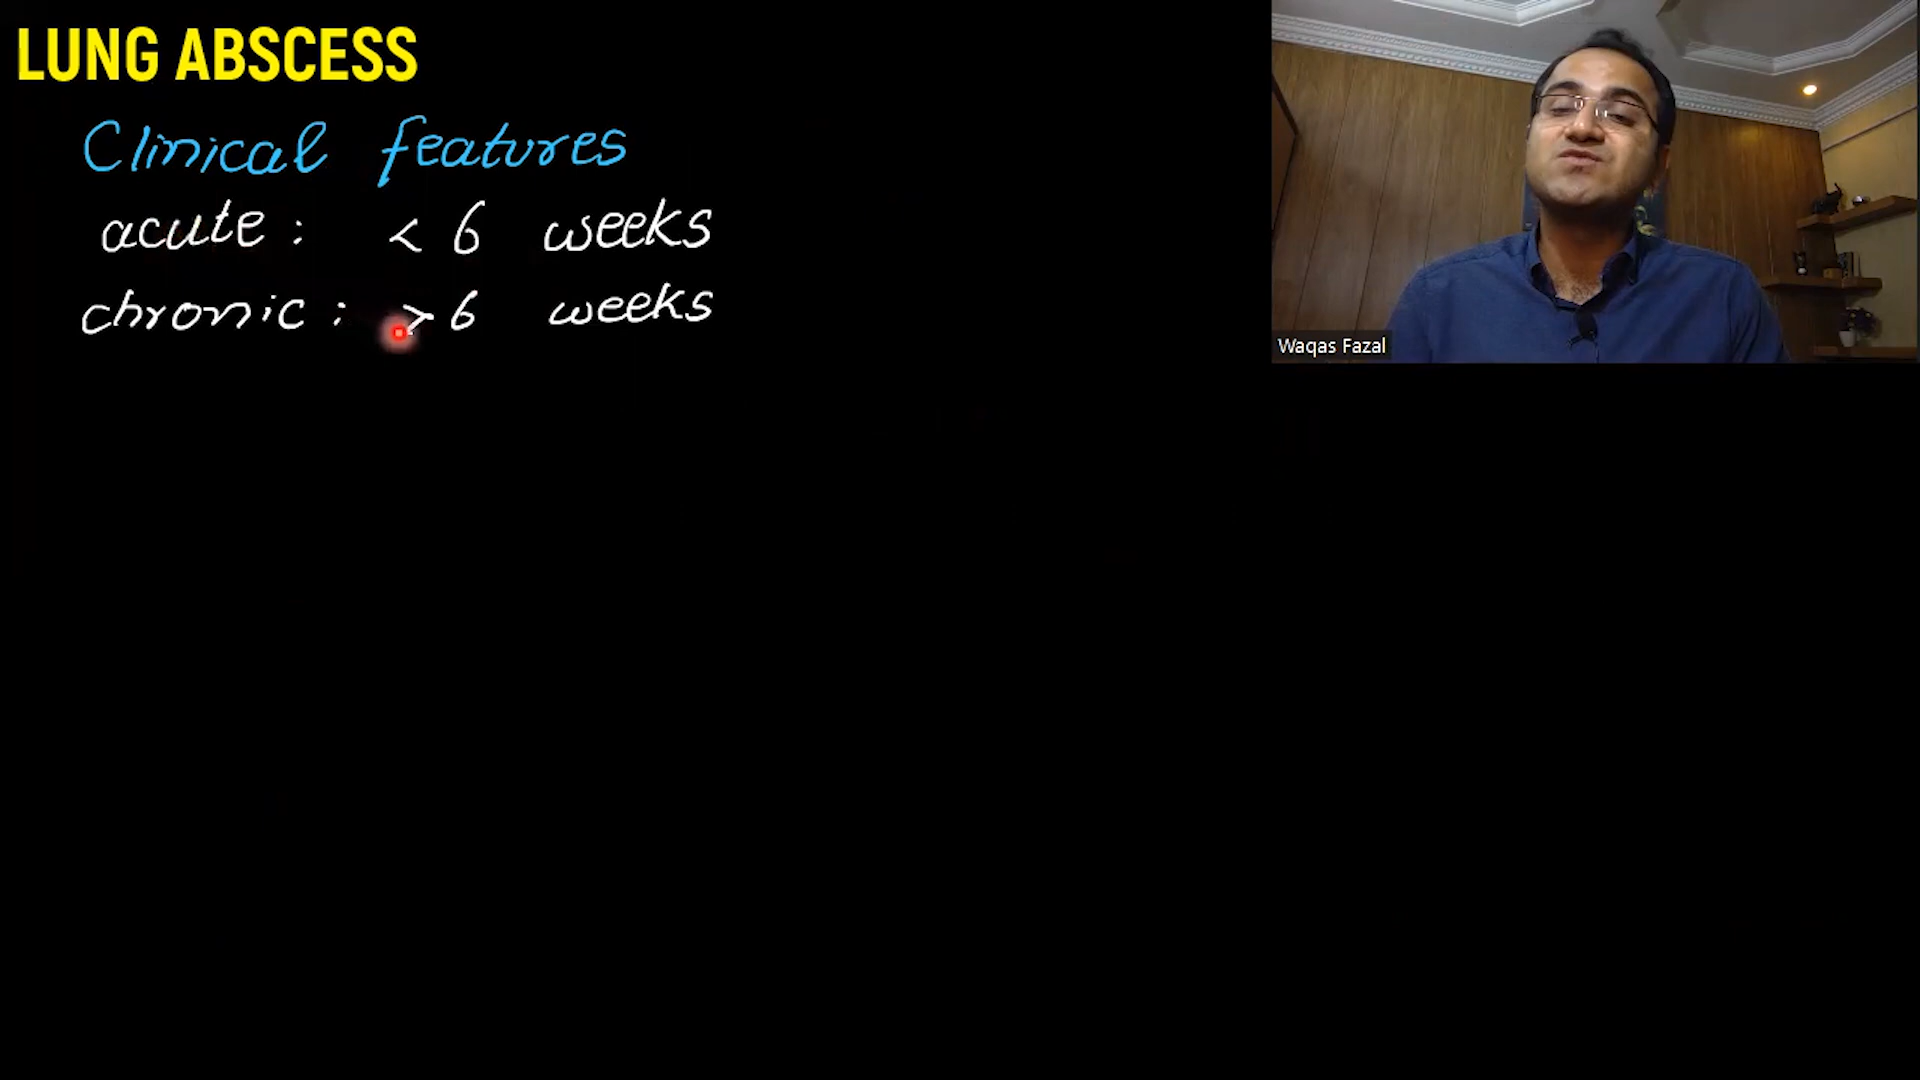 LUNG ABSCESS
Clinical features
acute : < 6 weeks
chronic : > 6 weeks
Waqas Fazal